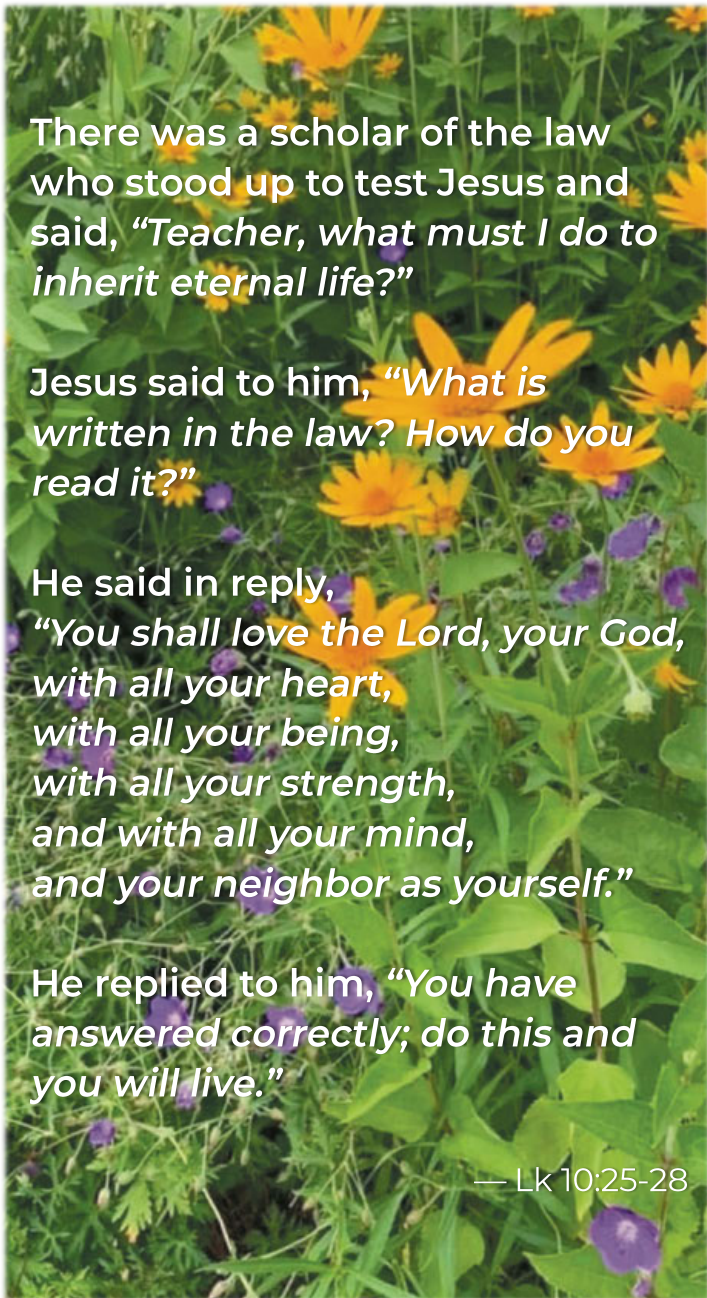 There was a scholar of the law
who stood up to test Jesus and
said, “Teacher, what must I do to
inherit eternal life?”
Jesus said to him, “What is
written in the law? How do you
read it?”
He said in reply,
“You shall love the Lord, your God,
with all your heart,
with all your being,
with all your strength,
and with all your mind,
and your neighbor as yourself.”
He replied to him, “You have
answered correctly; do this and
you will live.”
— Lk 10:25-28